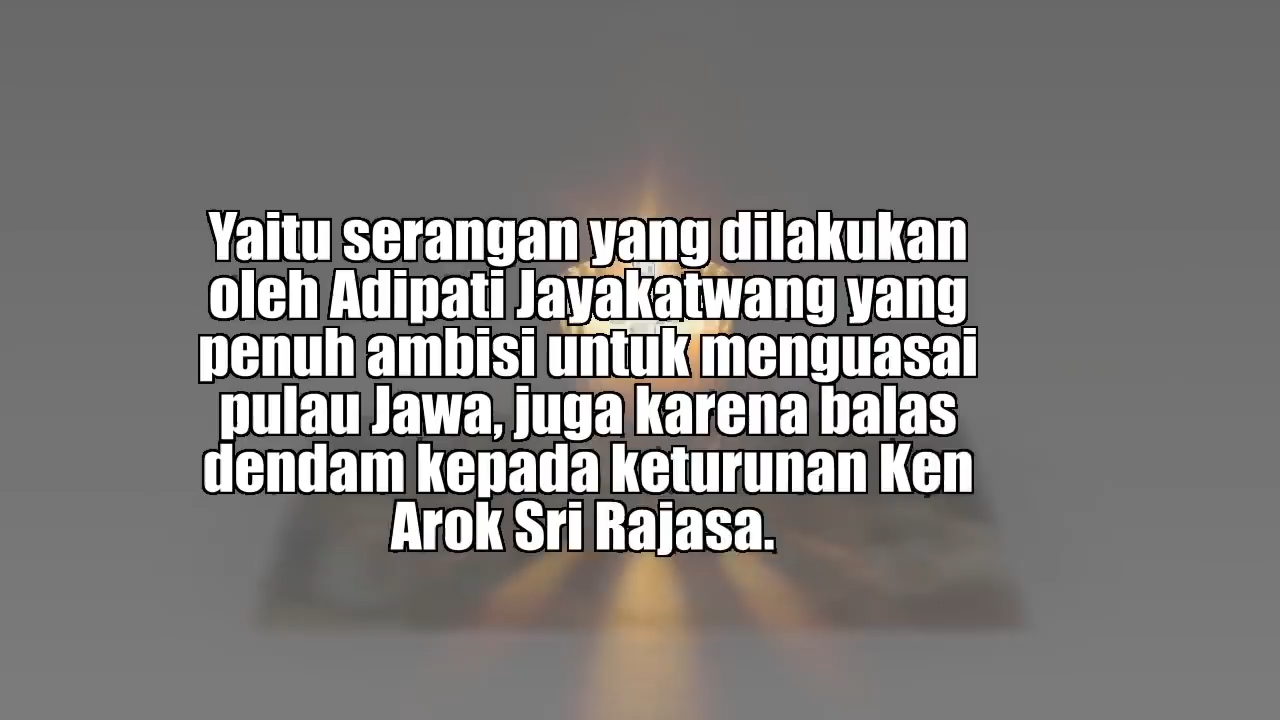 Yaitu serangan yang dilakukan
oleh Adipati Jayakatwang yang
penuh ambisi untuk menguasai
pulau Jawa, juga karena balas
dendam kepada keturunan Ken
Arok Sri Rajasa.